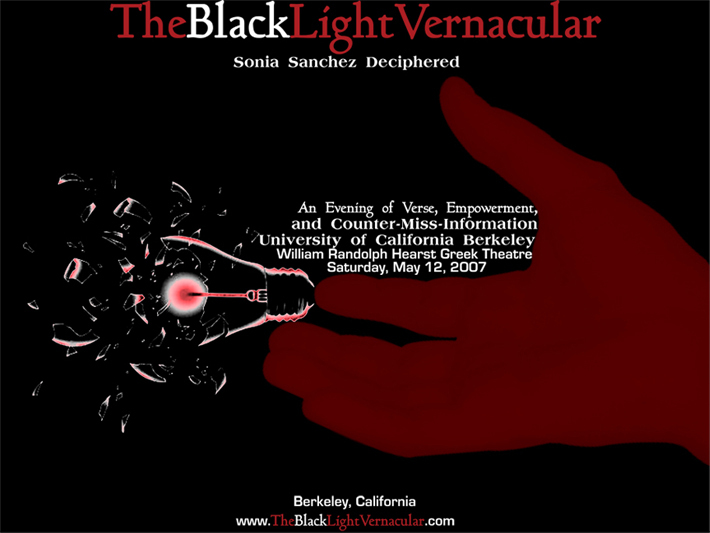 TheBlackLightVernacular
Sonia Sanchez Deciphered
An Evening of Verse, Empowerment,
and Counter-Miss-Information
University of California Berkeley
William Randolph Hearst Greek Theatre
Saturday, May 12, 2007
Berkeley, California
www.TheBlackLightVernacular.com